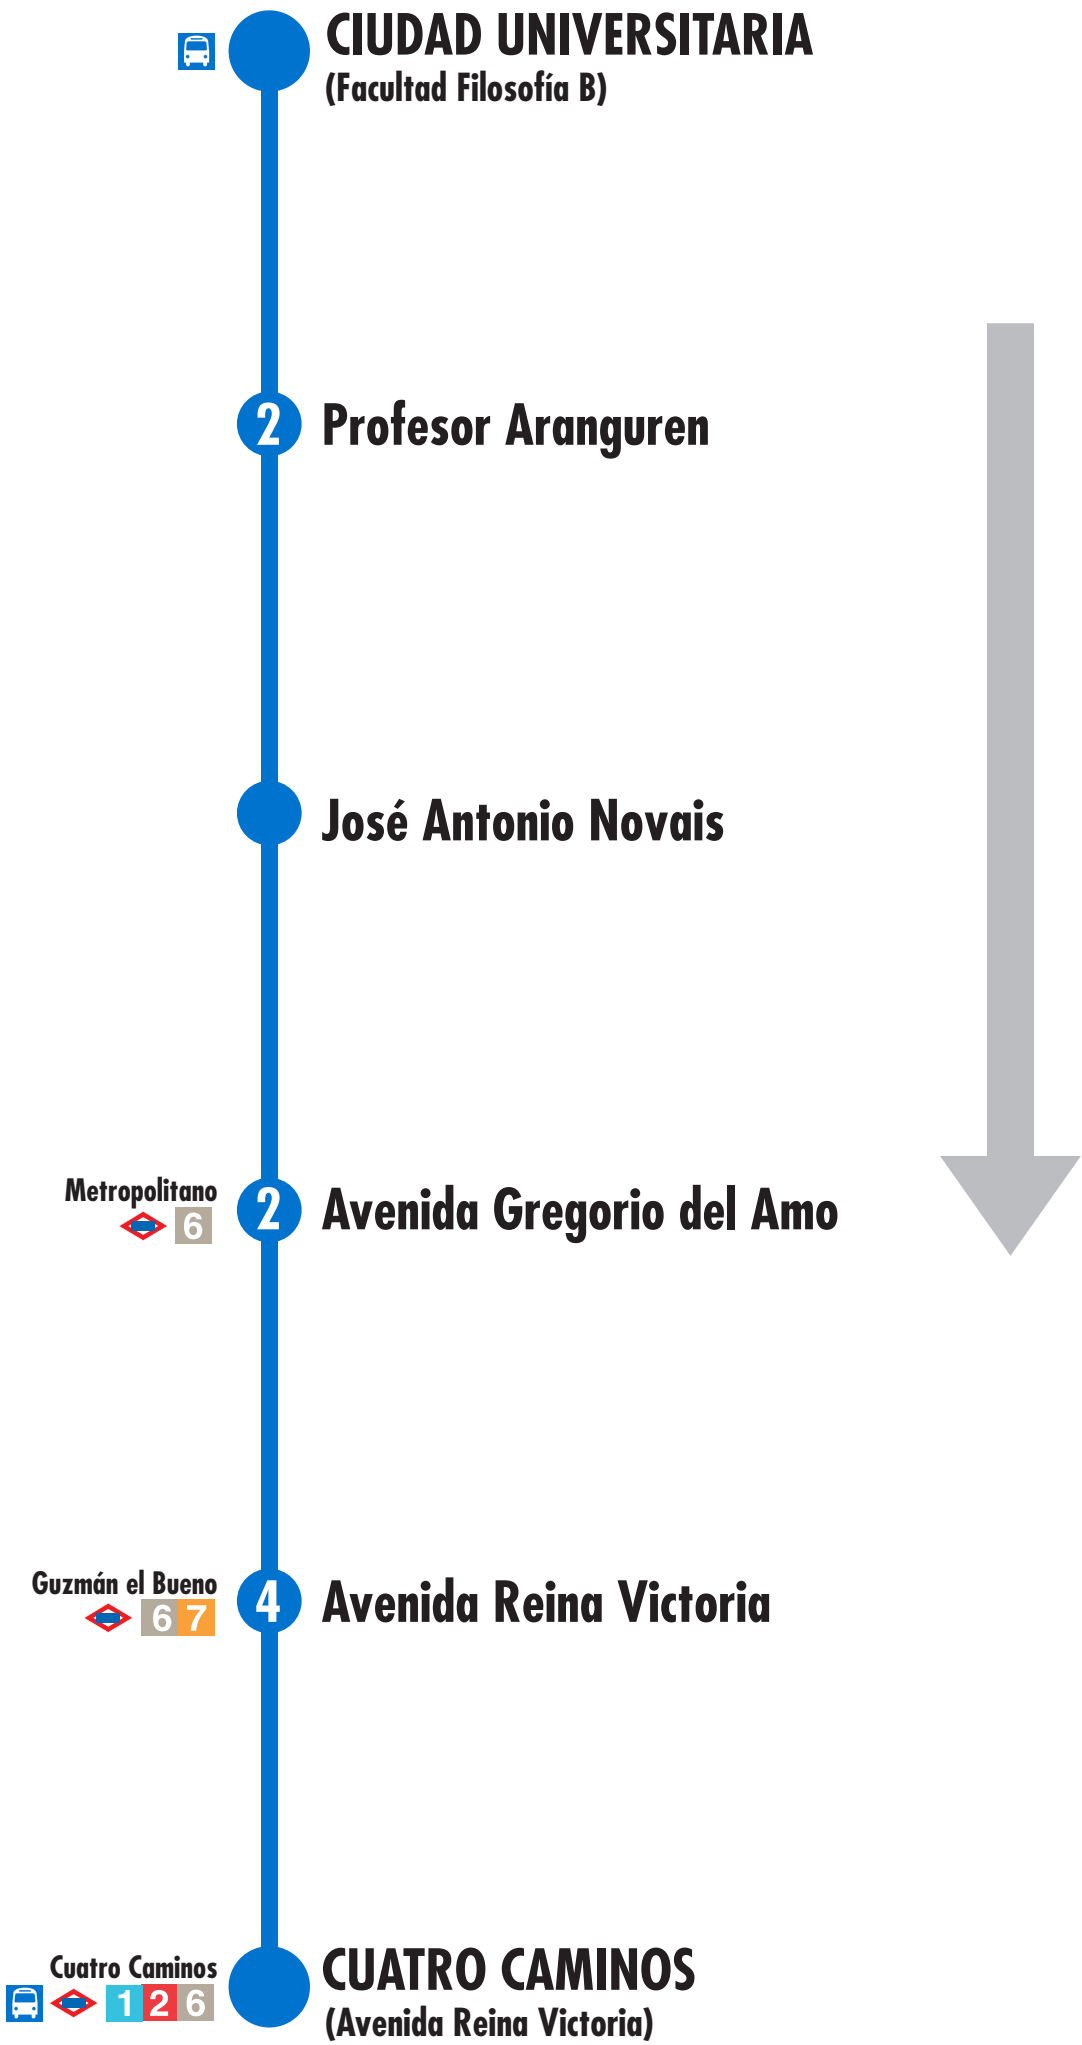 CIUDAD UNIVERSITARIA
(Facultad Filosofía B)
2 Profesor Aranguren
José Antonio Novais
Metropolitano
6
2 Avenida Gregorio del Amo
Guzmán el Bueno
6 7
4 Avenida Reina Victoria
Cuatro Caminos
1 2 6
CUATRO CAMINOS
(Avenida Reina Victoria)